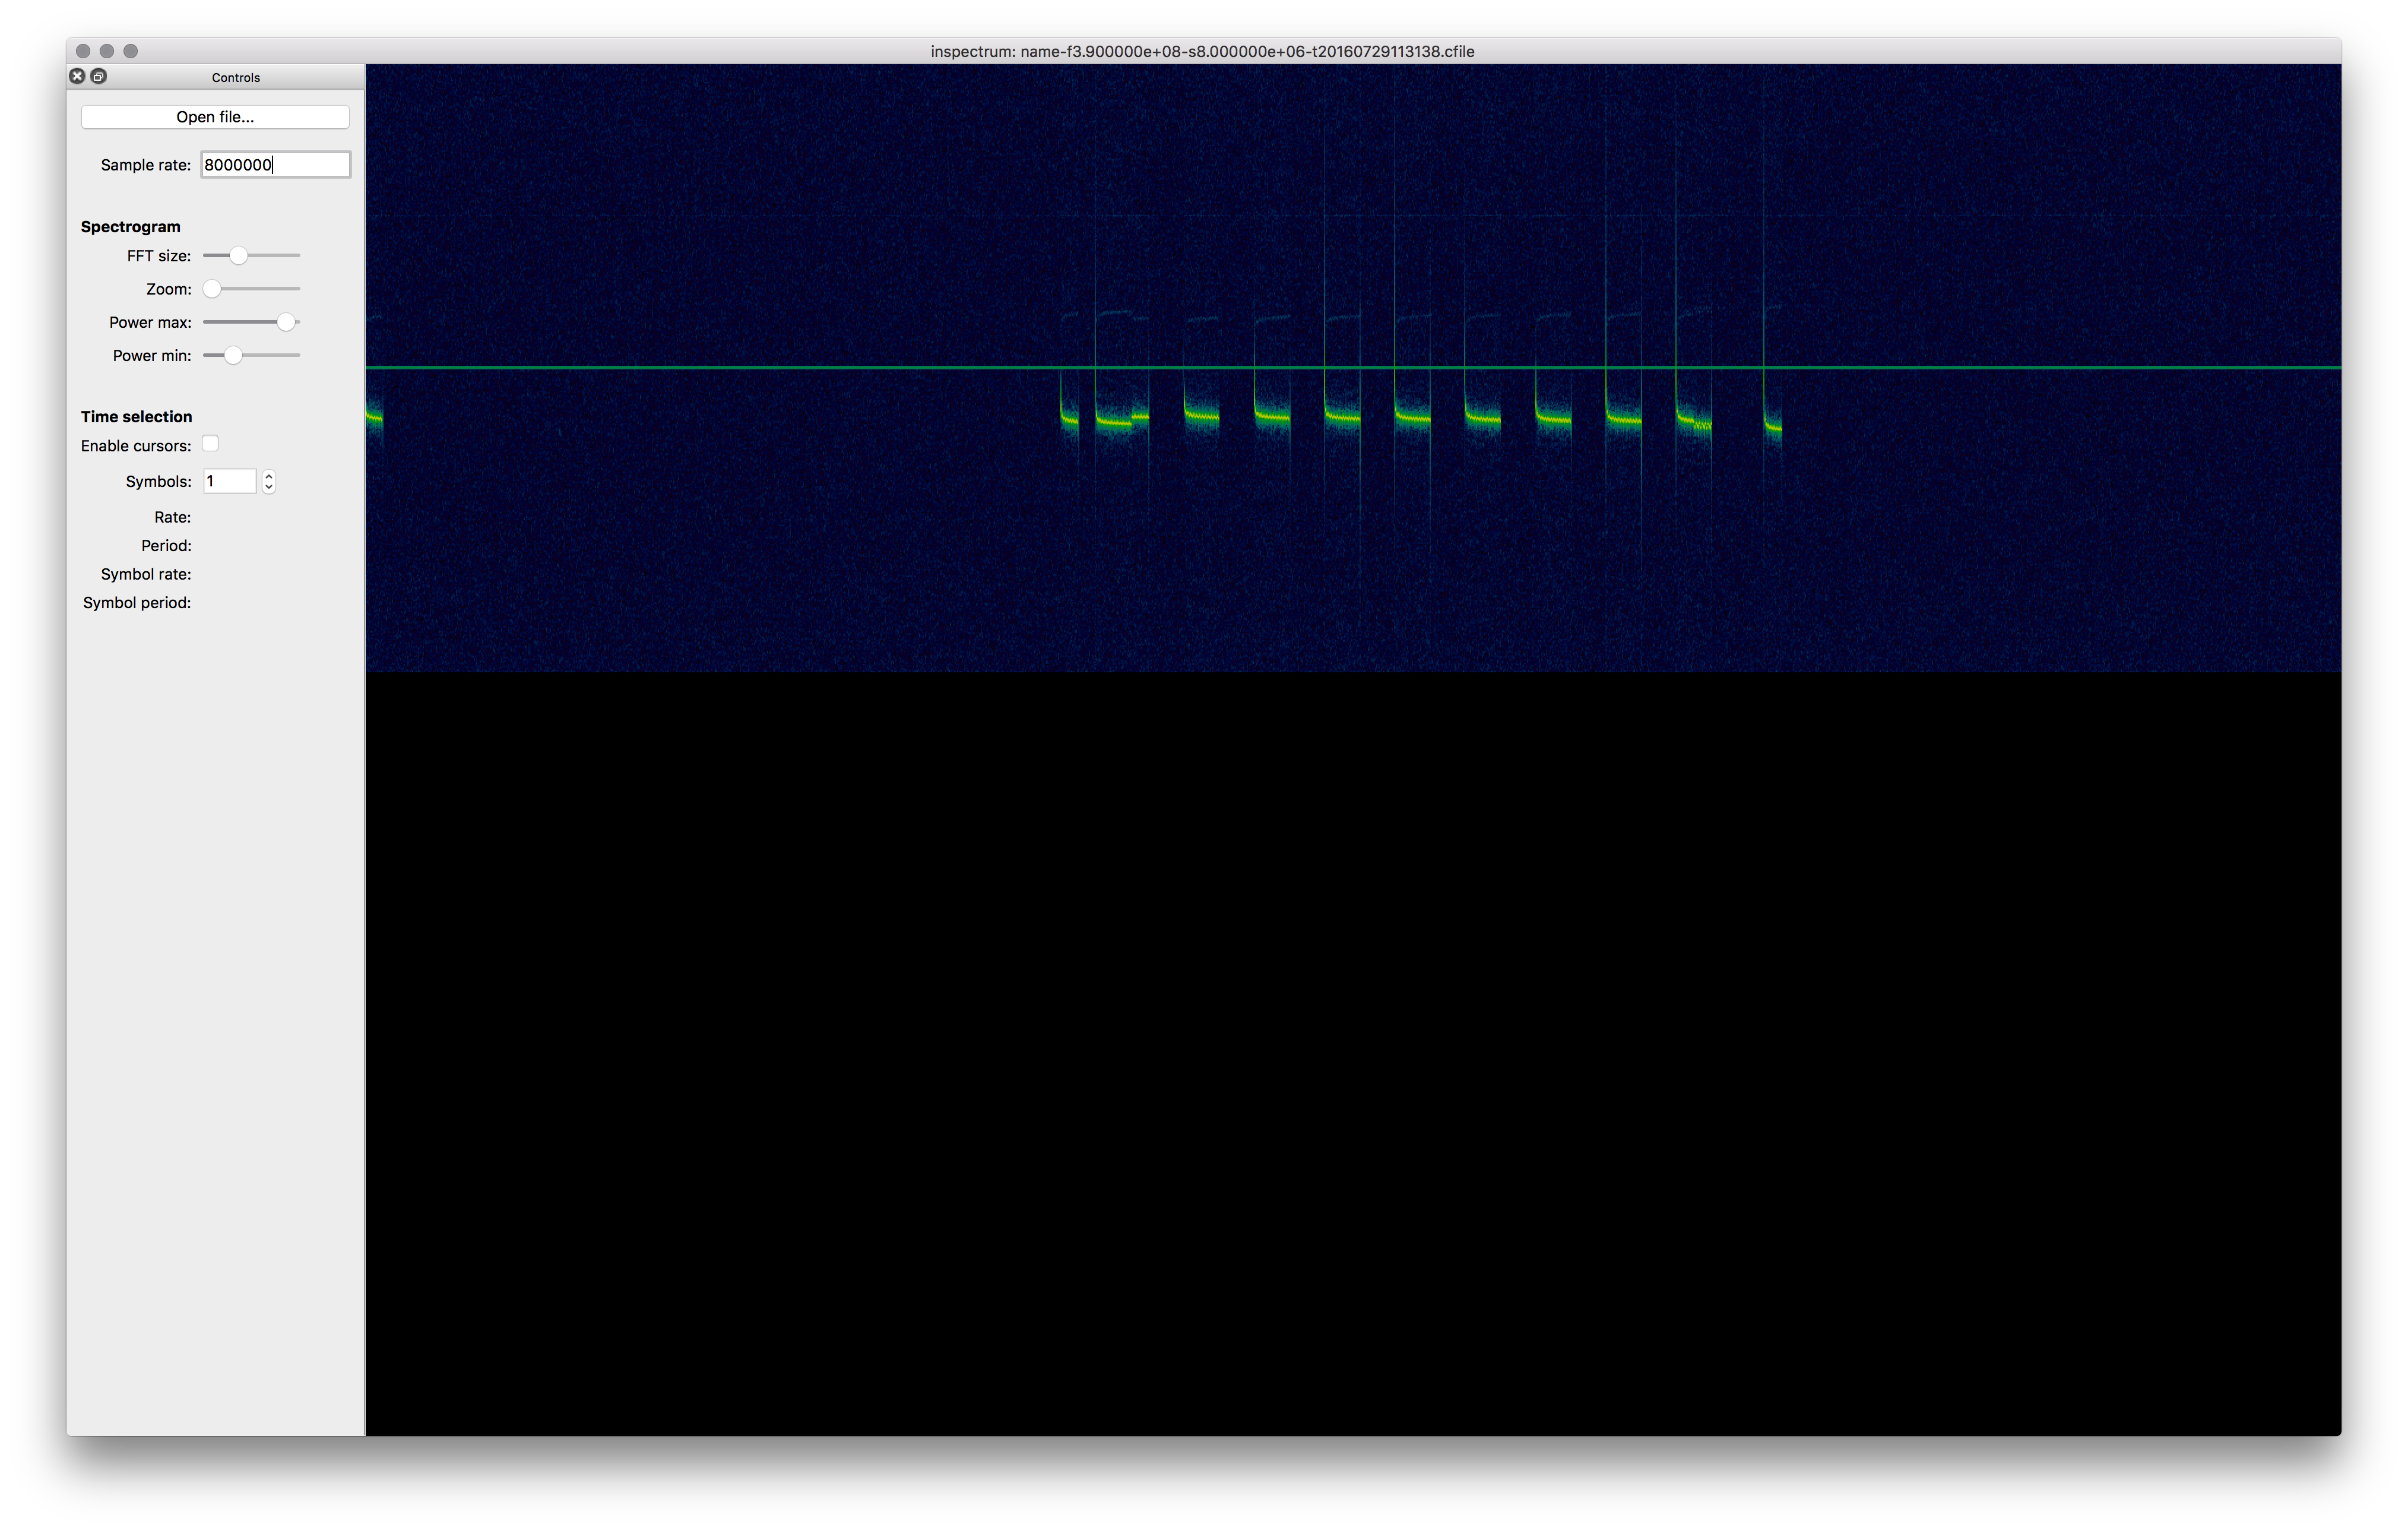 inspectrum: name-f3.900000e+08-s8.000000e+06-t20160729113138.cfile
Controls
Open file...
Sample rate: 8000000
Spectrogram
FFT size:
Zoom:
Power max:
Power min:
Time selection
Enable cursors:
Symbols: 1
Rate:
Period:
Symbol rate:
Symbol period: